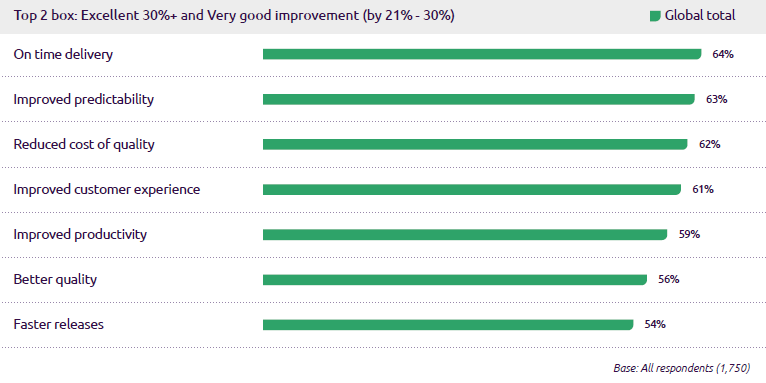 Top 2 box: Excellent 30%+ and Very good improvement (by 21% - 30%) Global total
On time delivery 64%
Improved predictability 63%
Reduced cost of quality 62%
Improved customer experience 61%
Improved productivity 59%
Better quality 56%
Faster releases 54%
Base: All respondents (1,750)